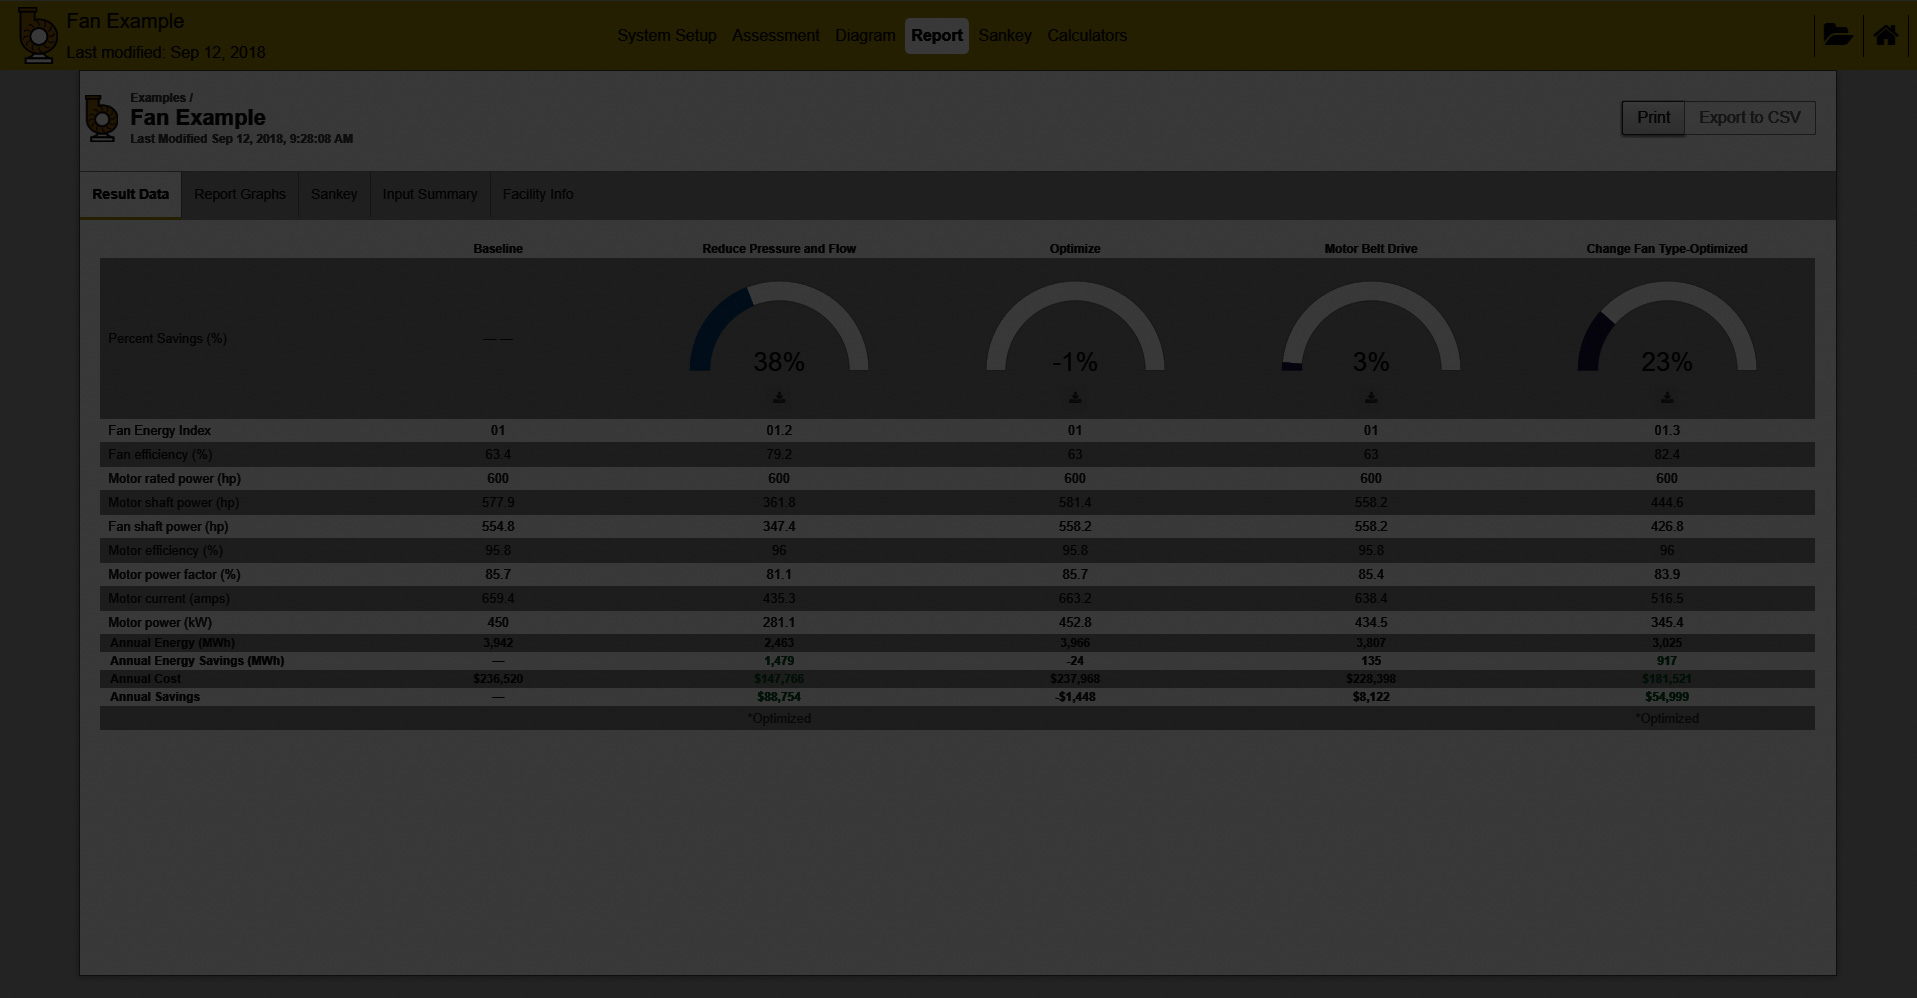 Fan Example
Last modified: Sep 12, 2018
System Setup Assessment Diagram Report Sankey Calculators
Examples /
Fan Example
Last Modified Sep 12, 2018, 9:28:08 AM
Print Export to CSV
Result Data Report Graphs Sankey Input Summary Facility Info
Baseline Reduce Pressure and Flow Optimize Motor Belt Drive Change Fan Type-Optimized
Percent Savings (%) — — 38% -1% 3% 23%
Fan Energy Index 01 01.2 01 01 01.3
Fan efficiency (%) 63.4 79.2 63 63 82.4
Motor rated power (hp) 600 600 600 600 600
Motor shaft power (hp) 577.9 361.8 581.4 558.2 444.6
Fan shaft power (hp) 554.8 347.4 558.2 558.2 426.8
Motor efficiency (%) 95.8 96 95.8 95.8 96
Motor power factor (%) 85.7 81.1 85.7 85.4 83.9
Motor current (amps) 659.4 435.3 663.2 638.4 516.5
Motor power (kW) 450 281.1 452.8 434.5 345.4
Annual Energy (MWh) 3,942 2,463 3,966 3,807 3,025
Annual Energy Savings (MWh) — 1,479 -24 135 917
Annual Cost $236,520 $147,766 $237,968 $228,398 $181,521
Annual Savings — $88,754 -$1,448 $8,122 $54,999
*Optimized *Optimized